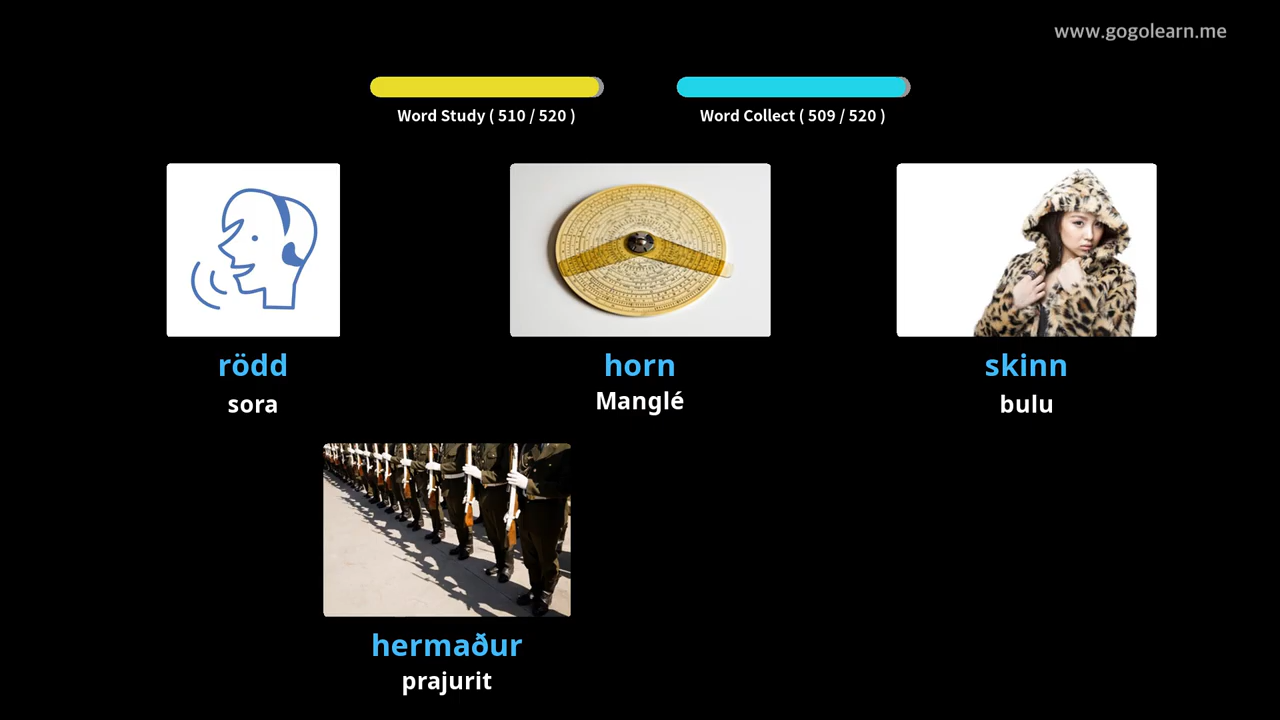 www.gogolearn.me
Word Study ( 510 / 520 )
Word Collect ( 509 / 520 )
rödd
sora
horn
Manglé
skinn
bulu
hermaður
prajurit